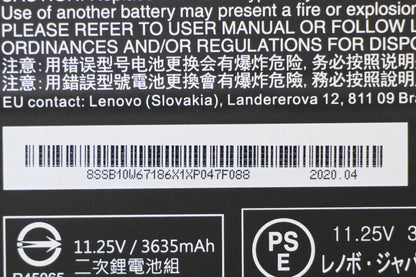 Use of another battery may present a fire or explosion
PLEASE REFER TO USER MANUAL OR FOLLOW L
ORDINANCES AND/OR REGULATIONS FOR DISPO
注意: 用错误型号电池更换会有爆炸危险, 务必按照说明
注意: 用錯誤型號電池更換會有爆炸危險, 務必按照說明
EU contact: Lenovo (Slovakia), Landererova 12, 811 09 Br
8SSB10W67186X1XP047F088 2020.04
11.25V / 3635mAh
二次鋰電池組
R45065
PS
E
11.25V 3
レノボ・ジャパ